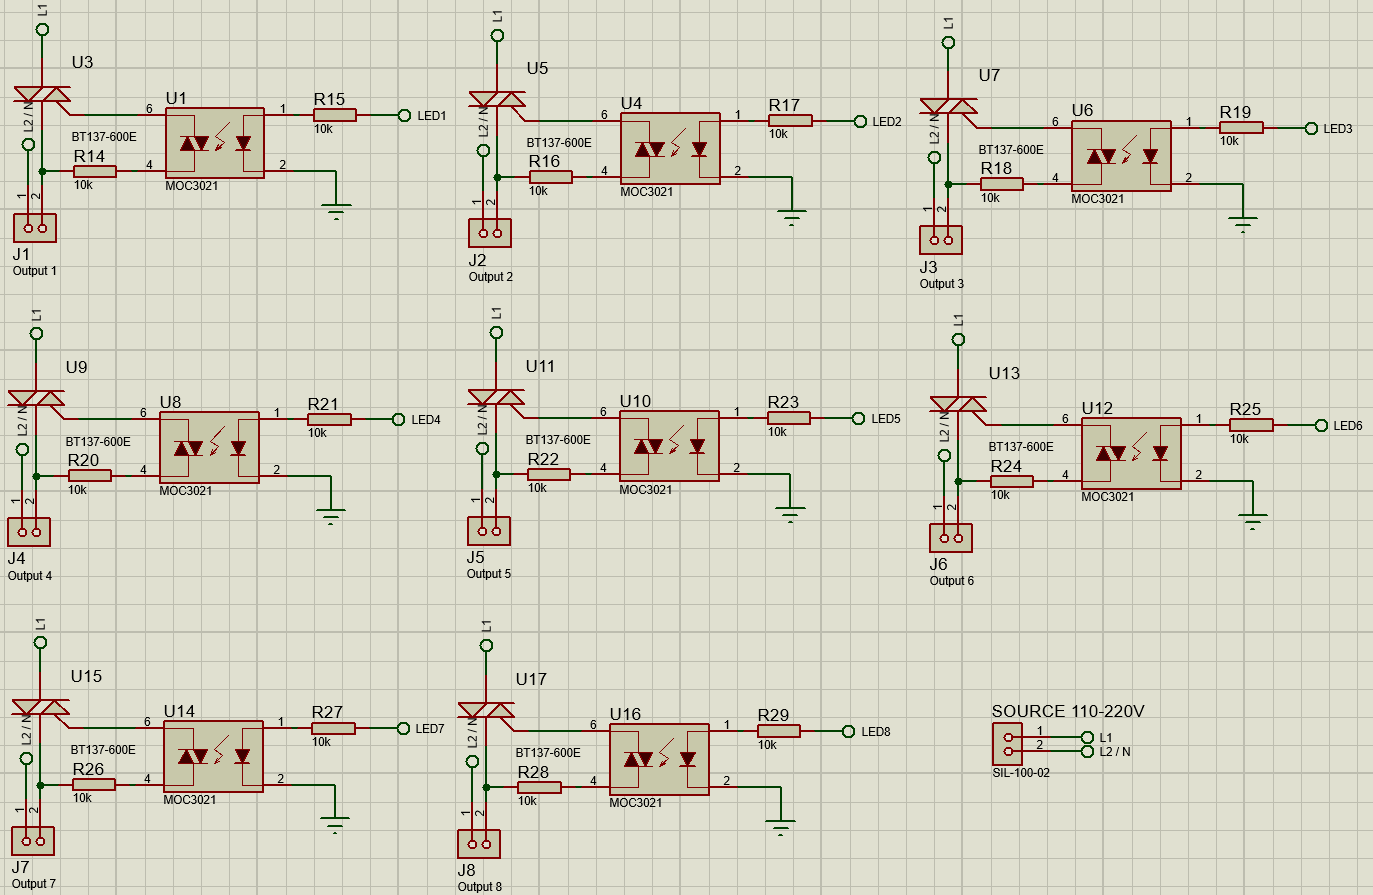 L1
U3
L2 / N
U1
6
1
R15
10k
LED1
BT137-600E
R14
10k
4
2
MOC3021
1
2
J1
Output 1
L1
U5
L2 / N
U4
6
1
R17
10k
LED2
BT137-600E
R16
10k
4
2
MOC3021
1
2
J2
Output 2
L1
U7
L2 / N
U6
6
1
R19
10k
LED3
BT137-600E
R18
10k
4
2
MOC3021
1
2
J3
Output 3
L1
U9
L2 / N
U8
6
1
R21
10k
LED4
BT137-600E
R20
10k
4
2
MOC3021
1
2
J4
Output 4
L1
U11
L2 / N
U10
6
1
R23
10k
LED5
BT137-600E
R22
10k
4
2
MOC3021
1
2
J5
Output 5
L1
U13
L2 / N
U12
6
1
R25
10k
LED6
BT137-600E
R24
10k
4
2
MOC3021
1
2
J6
Output 6
L1
U15
L2 / N
U14
6
1
R27
10k
LED7
BT137-600E
R26
10k
4
2
MOC3021
1
2
J7
Output 7
L1
U17
L2 / N
U16
6
1
R29
10k
LED8
BT137-600E
R28
10k
4
2
MOC3021
1
2
J8
Output 8
SOURCE 110-220V
1
L1
2
L2 / N
SIL-100-02